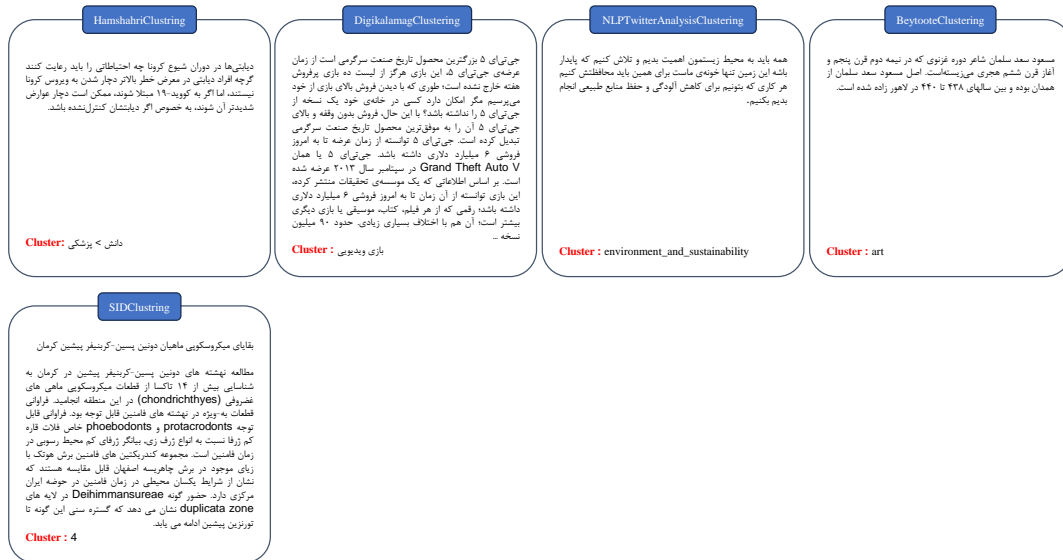 HamshahriClustring
دیابتی‌ها در دوران شیوع کرونا چه احتیاطاتی را باید رعایت کنند
گرچه افراد دیابتی در معرض خطر بالاتر دچار شدن به ویروس کرونا
نیستند، اما اگر به کووید-۱۹ مبتلا شوند، ممکن است دچار عوارض
شدیدتر آن شوند، به خصوص اگر دیابتشان کنترل‌نشده باشد.
Cluster: دانش > پزشکی
DigikalamagClustering
جی‌تی‌ای ۵ بزرگترین محصول تاریخ صنعت سرگرمی است از زمان
عرضه‌ی جی‌تی‌ای ۵، این بازی هرگز از لیست ده بازی پرفروش
هفته خارج نشده است؛ طوری که با دیدن فروش بالای بازی از خود
می‌پرسیم مگر امکان دارد کسی در خانه‌ی خود یک نسخه از
جی‌تی‌ای ۵ را نداشته باشد؟ با این حال، فروش بدون وقفه و بالای
جی‌تی‌ای ۵ آن را به موفق‌ترین محصول تاریخ صنعت سرگرمی
تبدیل کرده است. جی‌تی‌ای ۵ توانسته از زمان عرضه تا به امروز
فروشی ۶ میلیارد دلاری داشته باشد. جی‌تی‌ای ۵ یا همان
Grand Theft Auto V در سپتامبر سال ۲۰۱۳ عرضه شده
است. بر اساس اطلاعاتی که یک موسسه‌ی تحقیقات منتشر کرده،
این بازی توانسته از آن زمان تا به امروز فروشی ۶ میلیارد دلاری
داشته باشد؛ رقمی که از هر فیلم، کتاب، موسیقی یا بازی دیگری
بیشتر است؛ آن هم با اختلاف بسیاری زیادی. حدود ۹۰ میلیون
نسخه ...
Cluster : بازی ویدیویی
NLPTwitterAnalysisClustering
همه باید به محیط زیستمون اهمیت بدیم و تلاش کنیم که پایدار
باشه این زمین تنها خونه‌ی ماست برای همین باید محافظتش کنیم
هر کاری که بتونیم برای کاهش آلودگی و حفظ منابع طبیعی انجام
بدیم بکنیم.
Cluster : environment_and_sustainability
BeytooteClustering
مسعود سعد سلمان شاعر دوره غزنوی که در نیمه دوم قرن پنجم و
آغاز قرن ششم هجری می‌زیسته‌است. اصل مسعود سعد سلمان از
همدان بوده و بین سالهای ۴۳۸ تا ۴۴۰ در لاهور زاده شده است.
Cluster : art
SIDClustring
بقایای میکروسکوپی ماهیان دونین پسین-کربنیفر پیشین کرمان
مطالعه نهشته های دونین پسین-کربنیفر پیشین در کرمان به
شناسایی بیش از ۱۴ تاکسا از قطعات میکروسکوپی ماهی های
غضروفی (chondrichthyes) در این منطقه انجامید. فراوانی
قطعات به-ویژه در نهشته های فامنین قابل توجه بود. فراوانی قابل
توجه protacrodonts و phoebodonts خاص فلات قاره
کم ژرفا نسبت به انواع ژرف زی، بیانگر ژرفای کم محیط رسوبی در
زمان فامنین است. مجموعه کندریکتین های فامنین برش هوتک با
زیای موجود در برش چاهریسه اصفهان قابل مقایسه هستند که
نشان از شرایط یکسان محیطی در زمان فامنین در حوضه ایران
مرکزی دارد. حضور گونه Deihimmansureae در لایه های
duplicata zone نشان می دهد که گستره سنی این گونه تا
تورنزین پیشین ادامه می یابد.
Cluster : 4